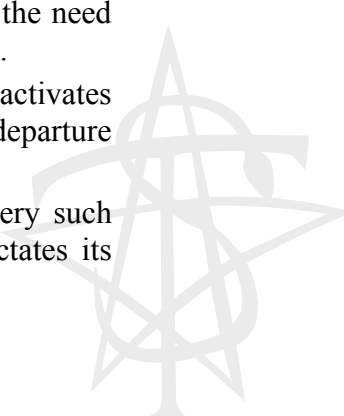 the need
.
activates
departure
ery such
ctates its